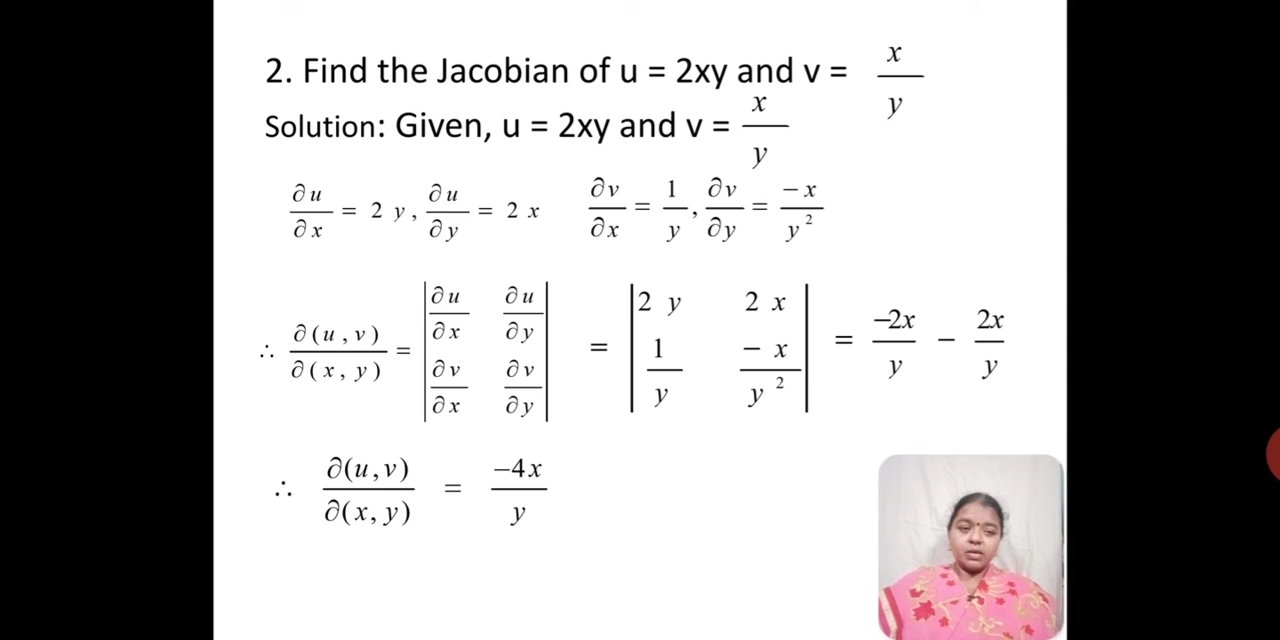 2. Find the Jacobian of u = 2xy and v = x/y
Solution: Given, u = 2xy and v = x/y
∂u/∂x = 2y, ∂u/∂y = 2x ∂v/∂x = 1/y, ∂v/∂y = -x/y²
∴ ∂(u,v)/∂(x,y) = |∂u/∂x ∂u/∂y; ∂v/∂x ∂v/∂y| = |2y 2x; 1/y -x/y²| = -2x/y - 2x/y
∴ ∂(u,v)/∂(x,y) = -4x/y